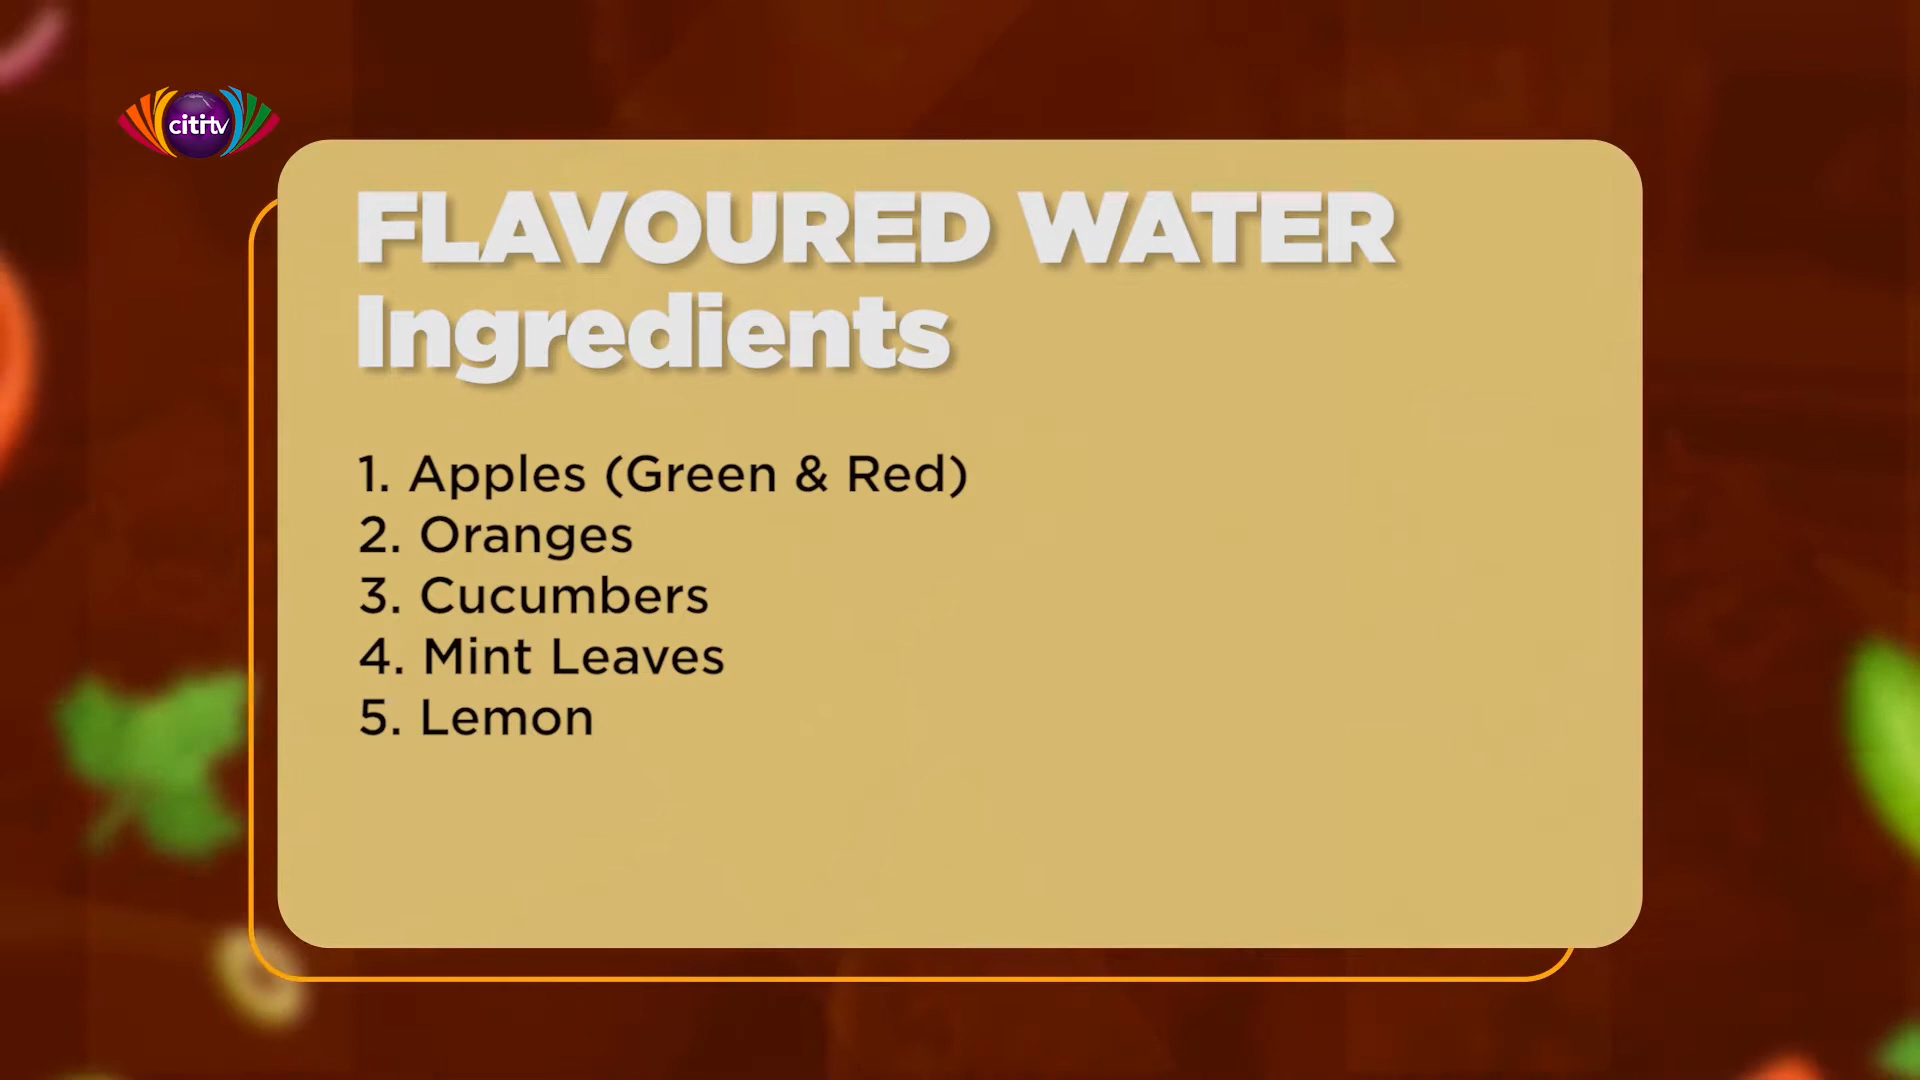 citi tv
FLAVOURED WATER
Ingredients
1. Apples (Green & Red)
2. Oranges
3. Cucumbers
4. Mint Leaves
5. Lemon